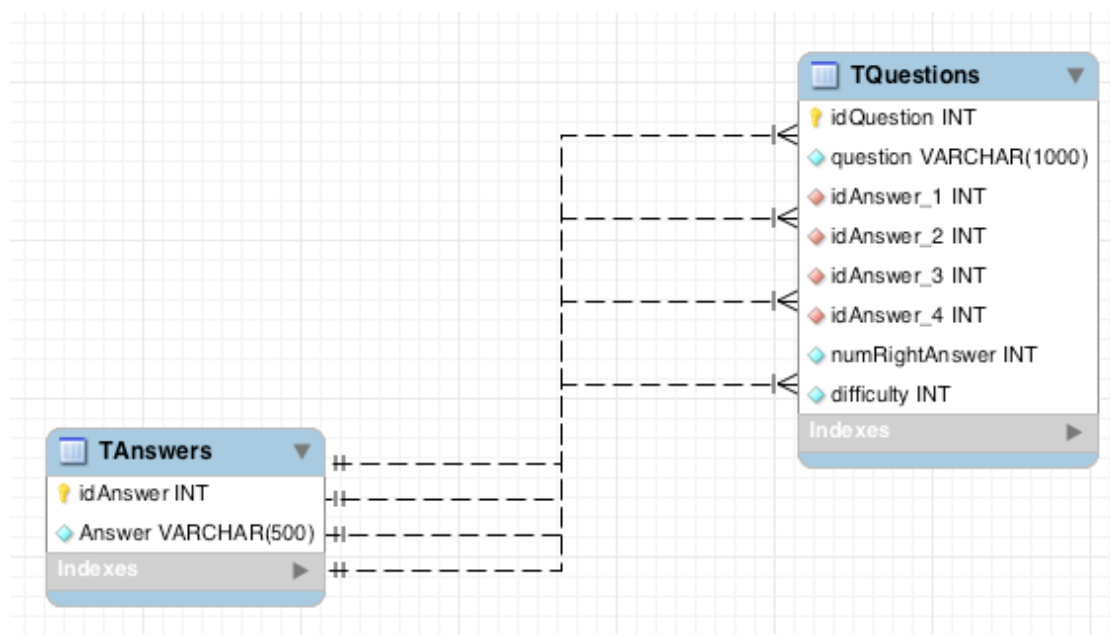 TQuestions
idQuestion INT
question VARCHAR(1000)
idAnswer_1 INT
idAnswer_2 INT
idAnswer_3 INT
idAnswer_4 INT
numRightAnswer INT
difficulty INT
Indexes
TAnswers
idAnswer INT
Answer VARCHAR(500)
Indexes